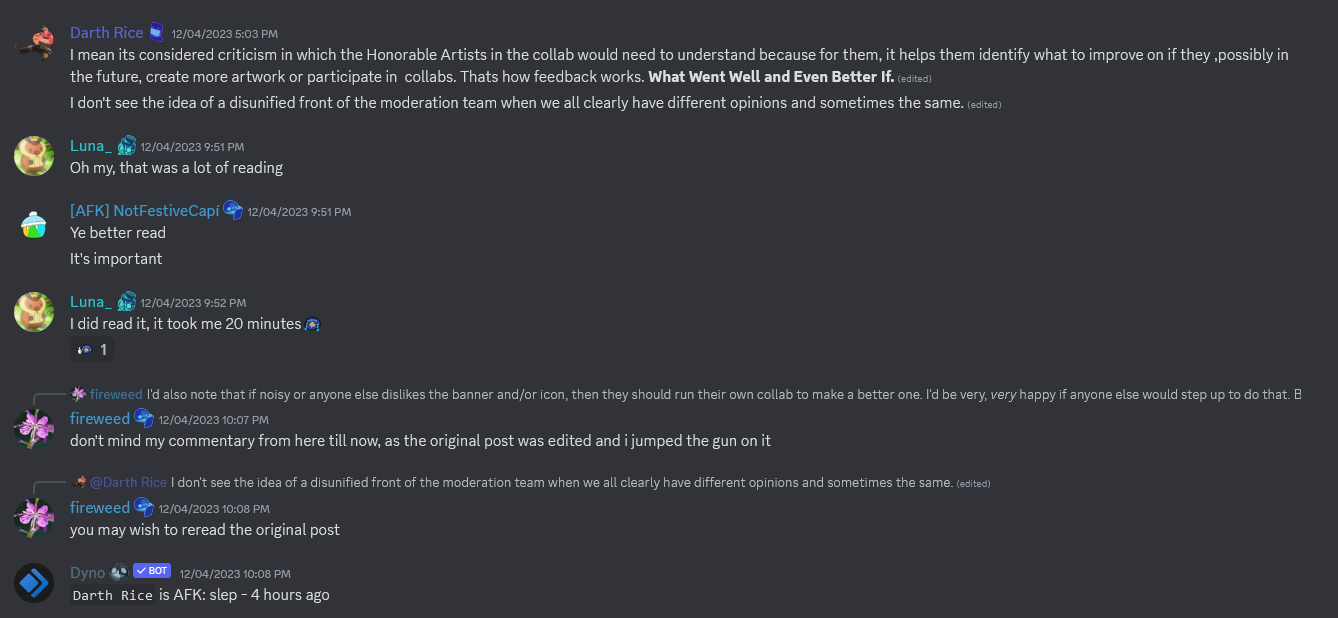 Darth Rice 12/04/2023 5:03 PM
I mean its considered criticism in which the Honorable Artists in the collab would need to understand because for them, it helps them identify what to improve on if they ,possibly in
the future, create more artwork or participate in  collabs. Thats how feedback works. What Went Well and Even Better If. (edited)
I don't see the idea of a disunified front of the moderation team when we all clearly have different opinions and sometimes the same. (edited)
Luna_ 12/04/2023 9:51 PM
Oh my, that was a lot of reading
[AFK] NotFestiveCapí 12/04/2023 9:51 PM
Ye better read
It's important
Luna_ 12/04/2023 9:52 PM
I did read it, it took me 20 minutes
1
fireweed I'd also note that if noisy or anyone else dislikes the banner and/or icon, then they should run their own collab to make a better one. I'd be very, very happy if anyone else would step up to do that. B
fireweed 12/04/2023 10:07 PM
don't mind my commentary from here till now, as the original post was edited and i jumped the gun on it
@Darth Rice I don't see the idea of a disunified front of the moderation team when we all clearly have different opinions and sometimes the same. (edited)
fireweed 12/04/2023 10:08 PM
you may wish to reread the original post
Dyno BOT 12/04/2023 10:08 PM
Darth Rice is AFK: slep - 4 hours ago